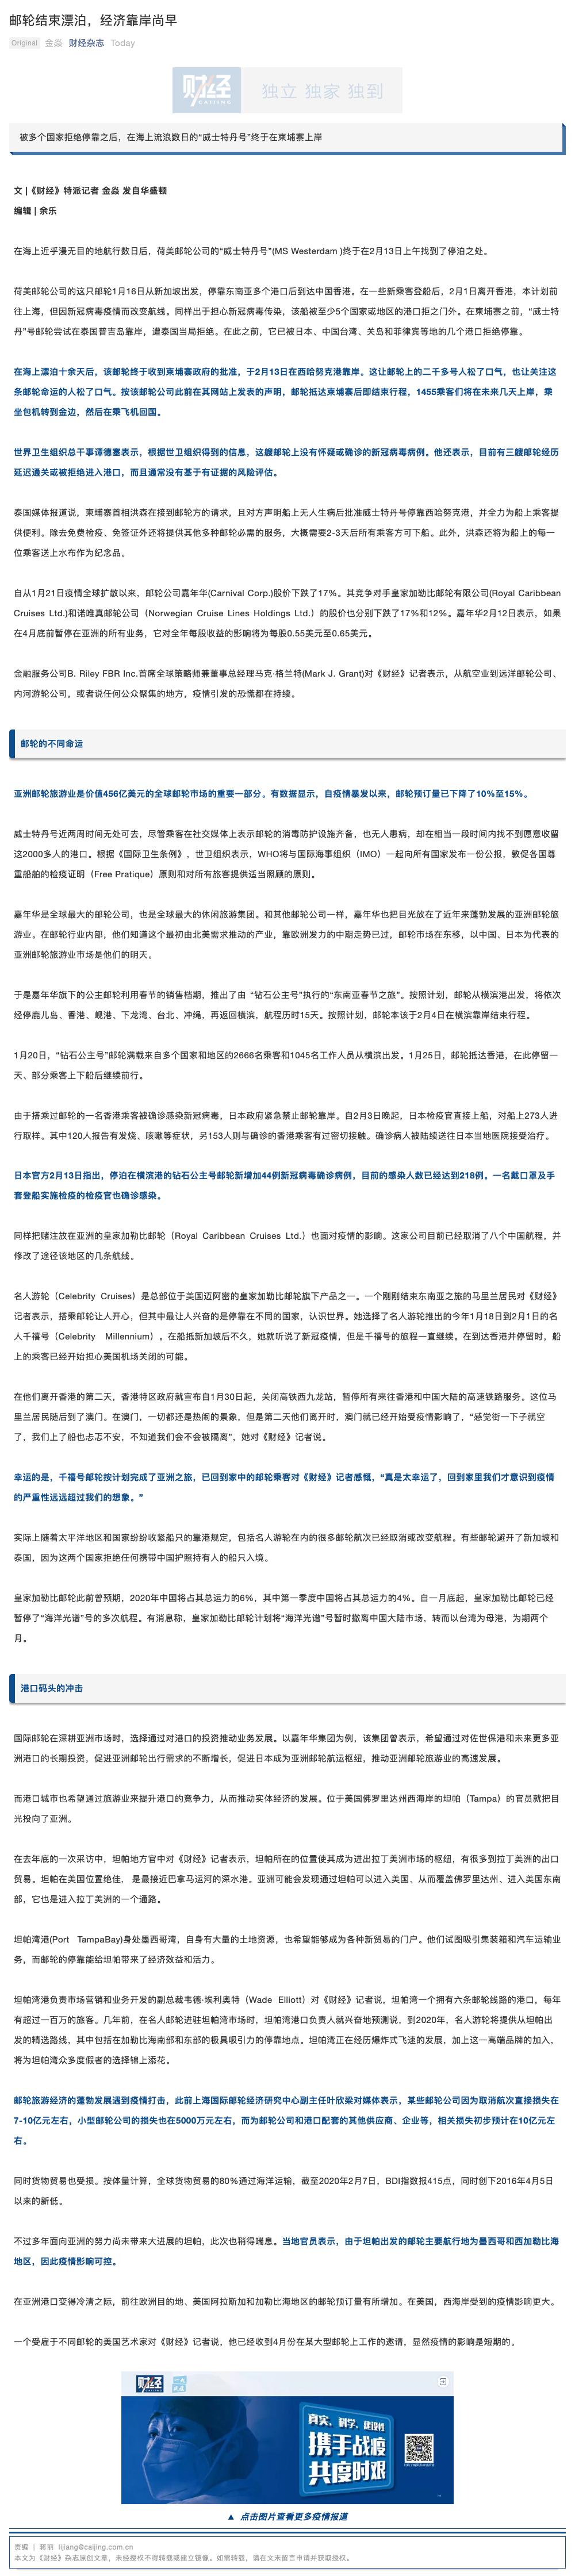 邮轮结束漂泊，经济靠岸尚早
Original 金焱 财经杂志 Today
财经
CAIJING
独立 独家 独到
被多个国家拒绝停靠之后，在海上流浪数日的“威士特丹号”终于在柬埔寨上岸
文 |《财经》特派记者 金焱 发自华盛顿
编辑 | 余乐
在海上近乎漫无目的地航行数日后，荷美邮轮公司的“威士特丹号”(MS Westerdam )终于在2月13日上午找到了停泊之处。
荷美邮轮公司的这只邮轮1月16日从新加坡出发，停靠东南亚多个港口后到达中国香港。在一些新乘客登船后，2月1日离开香港，本计划前
往上海，但因新冠病毒疫情而改变航线。同样出于担心新冠病毒传染，该船被至少5个国家或地区的港口拒之门外。在柬埔寨之前，“威士特
丹”号邮轮尝试在泰国普吉岛靠岸，遭泰国当局拒绝。在此之前，它已被日本、中国台湾、关岛和菲律宾等地的几个港口拒绝停靠。
在海上漂泊十余天后，该邮轮终于收到柬埔寨政府的批准，于2月13日在西哈努克港靠岸。这让邮轮上的二千多号人松了口气，也让关注这
条邮轮命运的人松了口气。按该邮轮公司此前在其网站上发表的声明，邮轮抵达柬埔寨后即结束行程，1455乘客们将在未来几天上岸，乘
坐包机转到金边，然后在乘飞机回国。
世界卫生组织总干事谭德塞表示，根据世卫组织得到的信息，这艘邮轮上没有怀疑或确诊的新冠病毒病例。他还表示，目前有三艘邮轮经历
延迟通关或被拒绝进入港口，而且通常没有基于有证据的风险评估。
泰国媒体报道说，柬埔寨首相洪森在接到邮轮方的请求，且对方声明船上无人生病后批准威士特丹号停靠西哈努克港，并全力为船上乘客提
供便利。除去免费检疫、免签证外还将提供其他多种邮轮必需的服务，大概需要2-3天后所有乘客方可下船。此外，洪森还将为船上的每一
位乘客送上水布作为纪念品。
自从1月21日疫情全球扩散以来，邮轮公司嘉年华(Carnival Corp.)股价下跌了17%。其竞争对手皇家加勒比邮轮有限公司(Royal Caribbean
Cruises Ltd.)和诺唯真邮轮公司（Norwegian Cruise Lines Holdings Ltd.）的股价也分别下跌了17%和12%。嘉年华2月12日表示，如果
在4月底前暂停在亚洲的所有业务，它对全年每股收益的影响将为每股0.55美元至0.65美元。
金融服务公司B. Riley FBR Inc.首席全球策略师兼董事总经理马克·格兰特(Mark J. Grant)对《财经》记者表示，从航空业到远洋邮轮公司、
内河游轮公司，或者说任何公众聚集的地方，疫情引发的恐慌都在持续。
邮轮的不同命运
亚洲邮轮旅游业是价值456亿美元的全球邮轮市场的重要一部分。有数据显示，自疫情暴发以来，邮轮预订量已下降了10%至15%。
威士特丹号近两周时间无处可去，尽管乘客在社交媒体上表示邮轮的消毒防护设施齐备，也无人患病，却在相当一段时间内找不到愿意收留
这2000多人的港口。根据《国际卫生条例》，世卫组织表示，WHO将与国际海事组织（IMO）一起向所有国家发布一份公报，敦促各国尊
重船舶的检疫证明（Free Pratique）原则和对所有旅客提供适当照顾的原则。
嘉年华是全球最大的邮轮公司，也是全球最大的休闲旅游集团。和其他邮轮公司一样，嘉年华也把目光放在了近年来蓬勃发展的亚洲邮轮旅
游业。在邮轮行业内部，他们知道这个最初由北美需求推动的产业，靠欧洲发力的中期走势已过，邮轮市场在东移，以中国、日本为代表的
亚洲邮轮旅游业市场是他们的明天。
于是嘉年华旗下的公主邮轮利用春节的销售档期，推出了由 “钻石公主号”执行的“东南亚春节之旅”。按照计划，邮轮从横滨港出发，将依次
经停鹿儿岛、香港、岘港、下龙湾、台北、冲绳，再返回横滨，航程历时15天。按照计划，邮轮本该于2月4日在横滨靠岸结束行程。
1月20日，“钻石公主号”邮轮满载来自多个国家和地区的2666名乘客和1045名工作人员从横滨出发。1月25日，邮轮抵达香港，在此停留一
天、部分乘客上下船后继续前行。
由于搭乘过邮轮的一名香港乘客被确诊感染新冠病毒，日本政府紧急禁止邮轮靠岸。自2月3日晚起，日本检疫官直接上船，对船上273人进
行取样。其中120人报告有发烧、咳嗽等症状，另153人则与确诊的香港乘客有过密切接触。确诊病人被陆续送往日本当地医院接受治疗。
日本官方2月13日指出，停泊在横滨港的钻石公主号邮轮新增加44例新冠病毒确诊病例，目前的感染人数已经达到218例。一名戴口罩及手
套登船实施检疫的检疫官也确诊感染。
同样把赌注放在亚洲的皇家加勒比邮轮（Royal Caribbean Cruises Ltd.）也面对疫情的影响。这家公司目前已经取消了八个中国航程，并
修改了途径该地区的几条航线。
名人游轮（Celebrity Cruises）是总部位于美国迈阿密的皇家加勒比邮轮旗下产品之一。一个刚刚结束东南亚之旅的马里兰居民对《财经》
记者表示，搭乘邮轮让人开心，但其中最让人兴奋的是停靠在不同的国家，认识世界。她选择了名人游轮推出的今年1月18日到2月1日的名
人千禧号（Celebrity Millennium）。在船抵新加坡后不久，她就听说了新冠疫情，但是千禧号的旅程一直继续。在到达香港并停留时，船
上的乘客已经开始担心美国机场关闭的可能。
在他们离开香港的第二天，香港特区政府就宣布自1月30日起，关闭高铁西九龙站，暂停所有来往香港和中国大陆的高速铁路服务。这位马
里兰居民随后到了澳门。在澳门，一切都还是热闹的景象，但是第二天他们离开时，澳门就已经开始受疫情影响了，“感觉街一下子就空
了，我们上了船也忐忑不安，不知道我们会不会被隔离”，她对《财经》记者说。
幸运的是，千禧号邮轮按计划完成了亚洲之旅，已回到家中的邮轮乘客对《财经》记者感慨，“真是太幸运了，回到家里我们才意识到疫情
的严重性远远超过我们的想象。”
实际上随着太平洋地区和国家纷纷收紧船只的靠港规定，包括名人游轮在内的很多邮轮航次已经取消或改变航程。有些邮轮避开了新加坡和
泰国，因为这两个国家拒绝任何携带中国护照持有人的船只入境。
皇家加勒比邮轮此前曾预期，2020年中国将占其总运力的6%，其中第一季度中国将占其总运力的4%。自一月底起，皇家加勒比邮轮已经
暂停了“海洋光谱”号的多次航程。有消息称，皇家加勒比邮轮计划将“海洋光谱”号暂时撤离中国大陆市场，转而以台湾为母港，为期两个
月。
港口码头的冲击
国际邮轮在深耕亚洲市场时，选择通过对港口的投资推动业务发展。以嘉年华集团为例，该集团曾表示，希望通过对佐世保港和未来更多亚
洲港口的长期投资，促进亚洲邮轮出行需求的不断增长，促进日本成为亚洲邮轮航运枢纽，推动亚洲邮轮旅游业的高速发展。
而港口城市也希望通过旅游业来提升港口的竞争力，从而推动实体经济的发展。位于美国佛罗里达州西海岸的坦帕（Tampa）的官员就把目
光投向了亚洲。
在去年底的一次采访中，坦帕地方官中对《财经》记者表示，坦帕所在的位置使其成为进出拉丁美洲市场的枢纽，有很多到拉丁美洲的出口
贸易。坦帕在美国位置绝佳， 是最接近巴拿马运河的深水港。亚洲可能会发现通过坦帕可以进入美国、从而覆盖佛罗里达州、进入美国东南
部，它也是进入拉丁美洲的一个通路。
坦帕湾港(Port TampaBay)身处墨西哥湾，自身有大量的土地资源，也希望能够成为各种新贸易的门户。他们试图吸引集装箱和汽车运输业
务，而邮轮的停靠能给坦帕带来了经济效益和活力。
坦帕湾港负责市场营销和业务开发的副总裁韦德·埃利奥特（Wade Elliott）对《财经》记者说，坦帕湾一个拥有六条邮轮线路的港口，每年
有超过一百万的旅客。几年前，在名人邮轮进驻坦帕湾市场时，坦帕湾港口负责人就兴奋地预测说，到2020年，名人游轮将提供从坦帕出
发的精选路线，其中包括在加勒比海南部和东部的极具吸引力的停靠地点。坦帕湾正在经历爆炸式飞速的发展，加上这一高端品牌的加入，
将为坦帕湾众多度假者的选择锦上添花。
邮轮旅游经济的蓬勃发展遇到疫情打击，此前上海国际邮轮经济研究中心副主任叶欣梁对媒体表示，某些邮轮公司因为取消航次直接损失在
7-10亿元左右，小型邮轮公司的损失也在5000万元左右，而为邮轮公司和港口配套的其他供应商、企业等，相关损失初步预计在10亿元左
右。
同时货物贸易也受损。按体量计算，全球货物贸易的80%通过海洋运输，截至2020年2月7日，BDI指数报415点，同时创下2016年4月5日
以来的新低。
不过多年面向亚洲的努力尚未带来大进展的坦帕，此次也稍得喘息。当地官员表示，由于坦帕出发的邮轮主要航行地为墨西哥和西加勒比海
地区，因此疫情影响可控。
在亚洲港口变得冷清之际，前往欧洲目的地、美国阿拉斯加和加勒比海地区的邮轮预订量有所增加。在美国，西海岸受到的疫情影响更大。
一个受雇于不同邮轮的美国艺术家对《财经》记者说，他已经收到4月份在某大型邮轮上工作的邀请，显然疫情的影响是短期的。
财经
真实、科学、建设性
携手战疫
共度时艰
▲ 点击图片查看更多疫情报道
责编 | 蒋丽 lijiang@caijing.com.cn
本文为《财经》杂志原创文章，未经授权不得转载或建立镜像。如需转载，请在文末留言申请并获取授权。